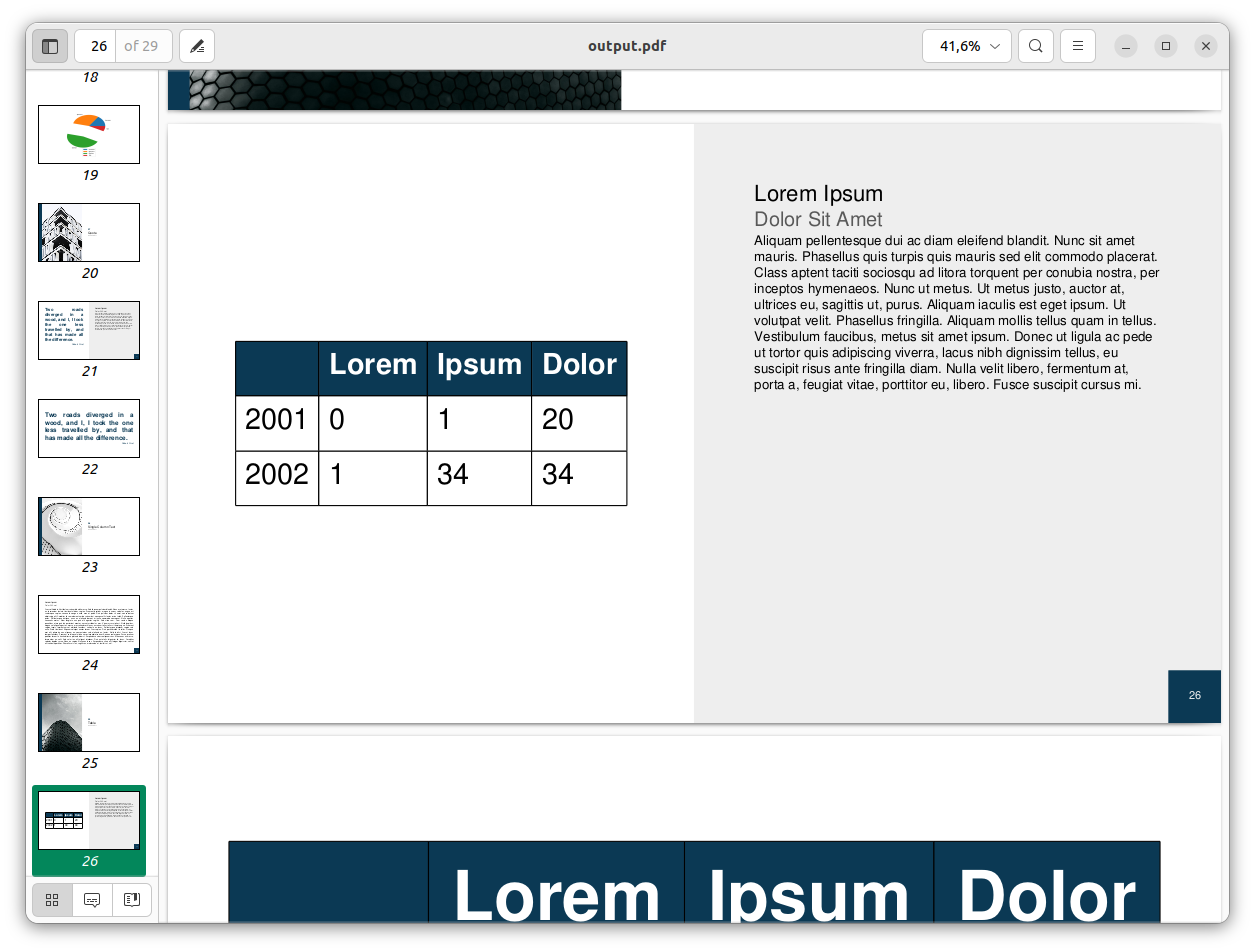 26
of 29
output.pdf
41,6%
18
19
20
21
Two roads diverged in a
wood, and I, I took the one
less travelled by, and that
has made all the difference.
22
23
24
25
26
Lorem Ipsum
Dolor Sit Amet
Aliquam pellentesque dui ac diam eleifend blandit. Nunc sit amet
mauris. Phasellus quis turpis quis mauris sed elit commodo placerat.
Class aptent taciti sociosqu ad litora torquent per conubia nostra, per
inceptos hymenaeos. Nunc ut metus. Ut metus justo, auctor at,
ultrices eu, sagittis ut, purus. Aliquam iaculis est eget ipsum. Ut
volutpat velit. Phasellus fringilla. Aliquam mollis tellus quam in tellus.
Vestibulum faucibus, metus sit amet ipsum. Donec ut ligula ac pede
ut tortor quis adipiscing viverra, lacus nibh dignissim tellus, eu
suscipit risus ante fringilla diam. Nulla velit libero, fermentum at,
porta a, feugiat vitae, porttitor eu, libero. Fusce suscipit cursus mi.
Lorem Ipsum Dolor
2001 0 1 20
2002 1 34 34
26
Lorem Ipsum Dolor